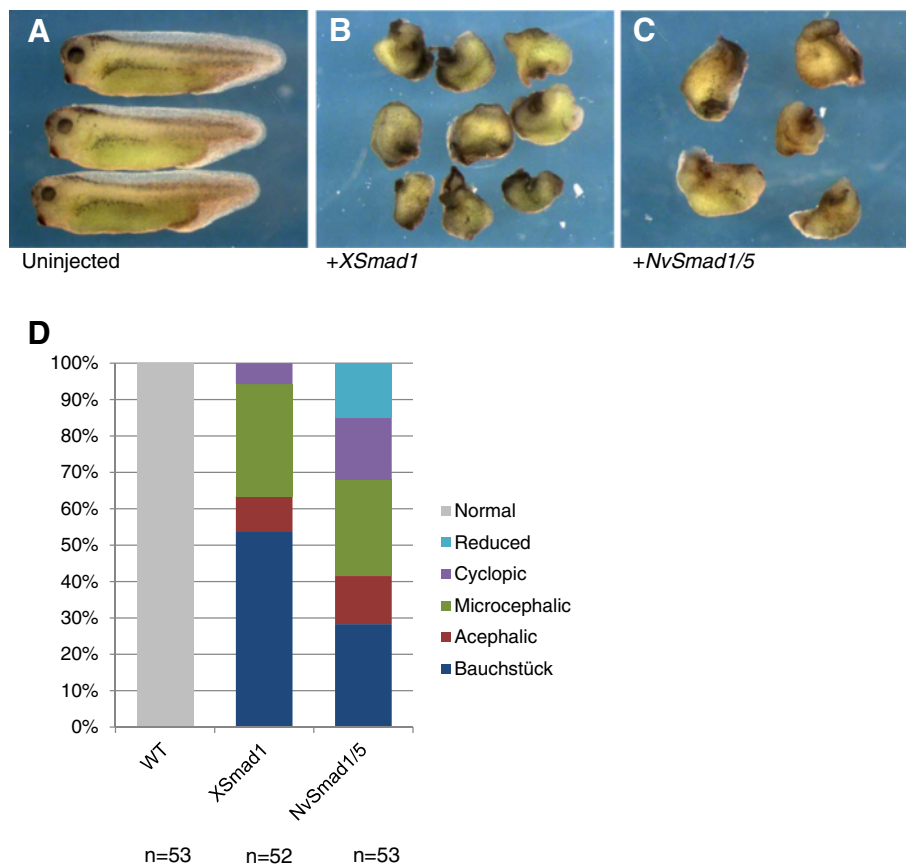 A
B
C
Uninjected
+XSmad1
+NvSmad1/5
D
100%
90%
80%
70%
60%
50%
40%
30%
20%
10%
0%
Normal
Reduced
Cyclopic
Microcephalic
Acephalic
Bauchstück
WT
XSmad1
NvSmad1/5
n=53
n=52
n=53